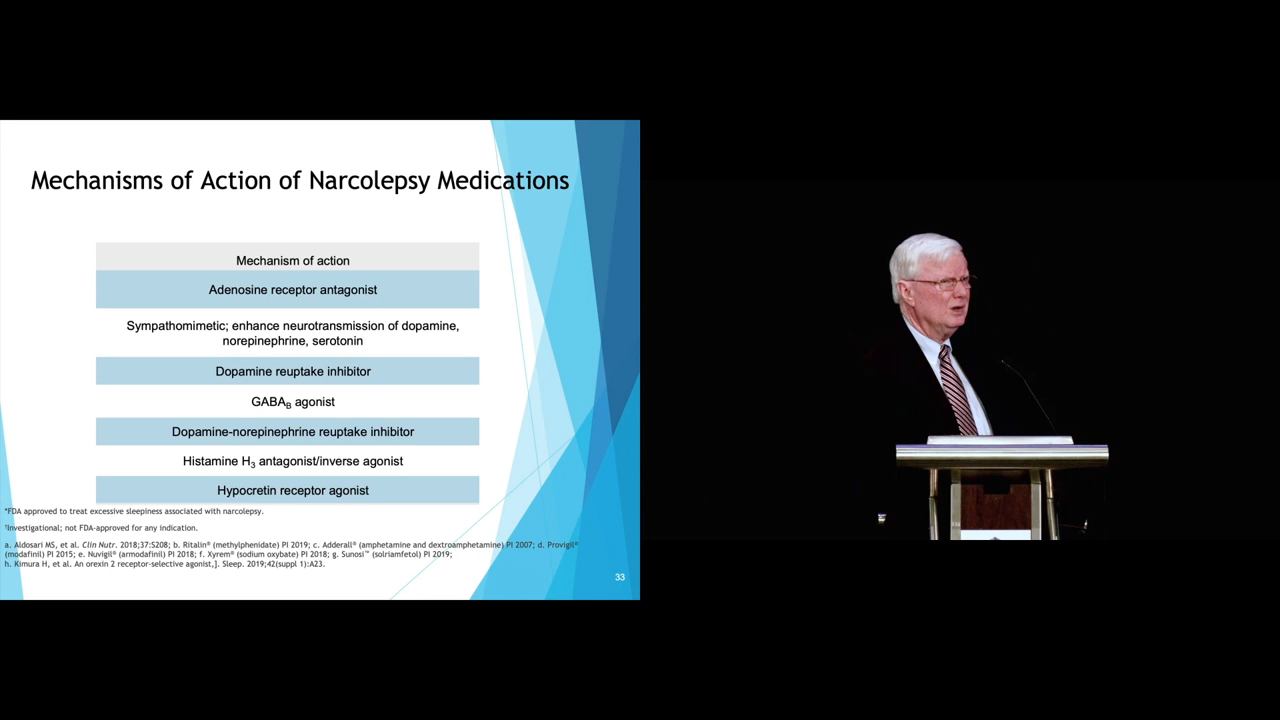 Mechanisms of Action of Narcolepsy Medications
Mechanism of action
Adenosine receptor antagonist
Sympathomimetic; enhance neurotransmission of dopamine,
norepinephrine, serotonin
Dopamine reuptake inhibitor
GABA_B agonist
Dopamine-norepinephrine reuptake inhibitor
Histamine H₃ antagonist/inverse agonist
Hypocretin receptor agonist
*FDA approved to treat excessive sleepiness associated with narcolepsy.
†Investigational; not FDA-approved for any indication.
a. Aldosari MS, et al. Clin Nutr. 2018;37:S208; b. Ritalin® (methylphenidate) PI 2019; c. Adderall® (amphetamine and dextroamphetamine) PI 2007; d. Provigil®
(modafinil) PI 2015; e. Nuvigil® (armodafinil) PI 2018; f. Xyrem® (sodium oxybate) PI 2018; g. Sunosi™ (solriamfetol) PI 2019;
h. Kimura H, et al. An orexin 2 receptor-selective agonist,]. Sleep. 2019;42(suppl 1):A23.
33